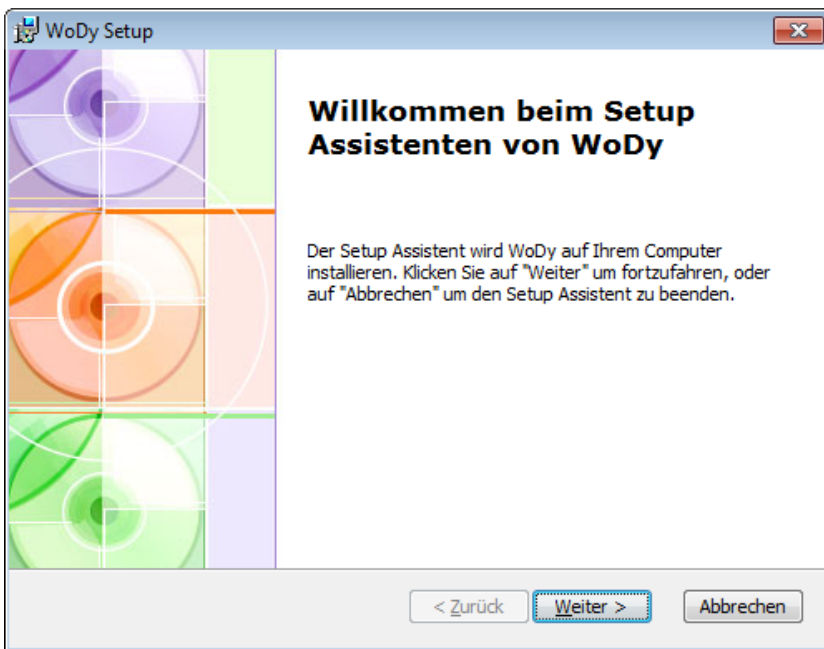 WoDy Setup
Willkommen beim Setup
Assistenten von WoDy
Der Setup Assistent wird WoDy auf Ihrem Computer
installieren. Klicken Sie auf "Weiter" um fortzufahren, oder
auf "Abbrechen" um den Setup Assistent zu beenden.
< Zurück Weiter > Abbrechen